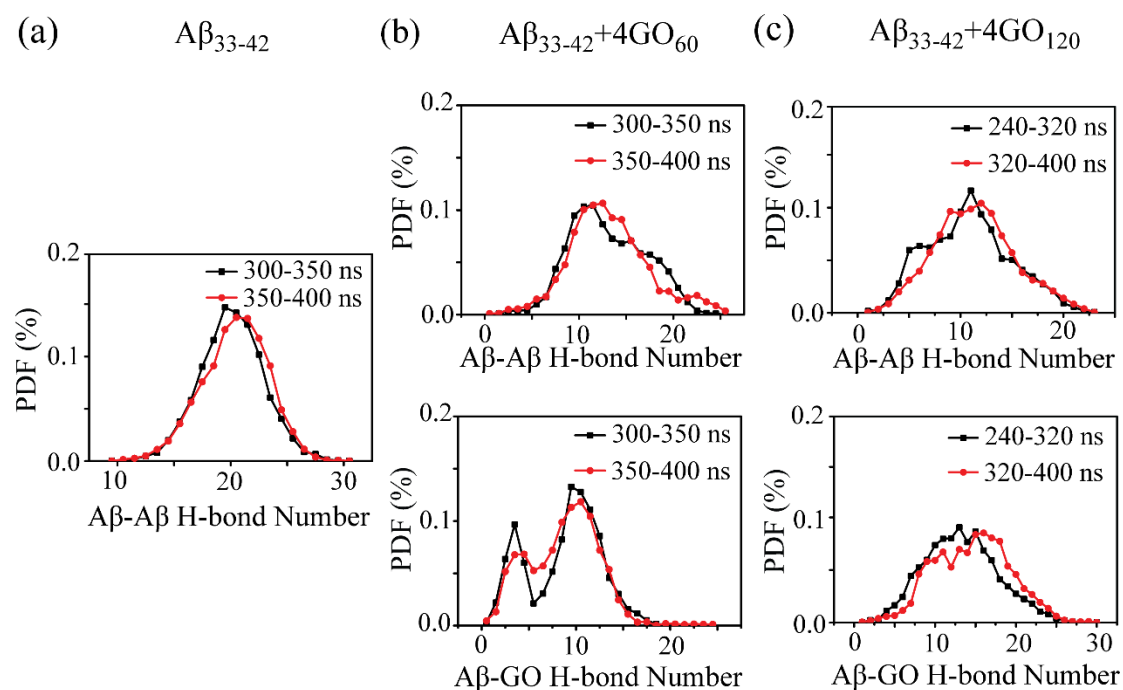 (a) Aβ33-42
(b) Aβ33-42+4GO60
(c) Aβ33-42+4GO120
0.2
0.1
0.0
PDF (%)
300-350 ns
350-400 ns
10 20 30
Aβ-Aβ H-bond Number
0.2
0.1
0.0
PDF (%)
300-350 ns
350-400 ns
0 10 20
Aβ-Aβ H-bond Number
0.2
0.1
0.0
PDF (%)
300-350 ns
350-400 ns
0 10 20
Aβ-GO H-bond Number
0.2
0.1
0.0
PDF (%)
240-320 ns
320-400 ns
0 10 20
Aβ-Aβ H-bond Number
0.2
0.1
0.0
PDF (%)
240-320 ns
320-400 ns
0 10 20 30
Aβ-GO H-bond Number